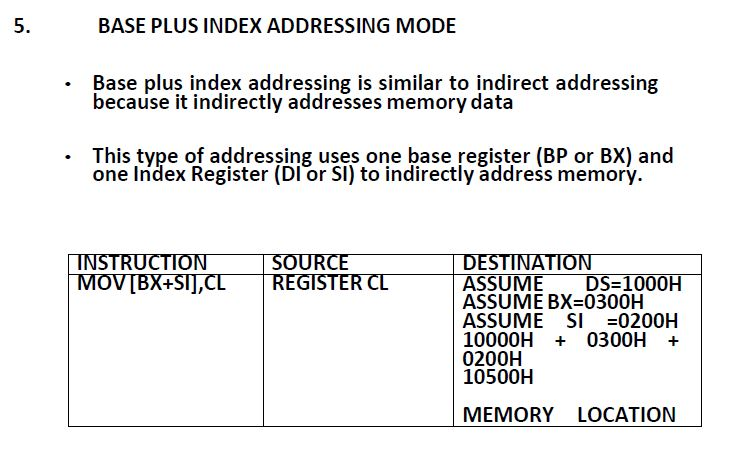 5. BASE PLUS INDEX ADDRESSING MODE
• Base plus index addressing is similar to indirect addressing
because it indirectly addresses memory data
• This type of addressing uses one base register (BP or BX) and
one Index Register (DI or SI) to indirectly address memory.
INSTRUCTION SOURCE DESTINATION
MOV [BX+SI],CL REGISTER CL ASSUME DS=1000H
ASSUME BX=0300H
ASSUME SI =0200H
10000H + 0300H +
0200H
10500H
MEMORY LOCATION